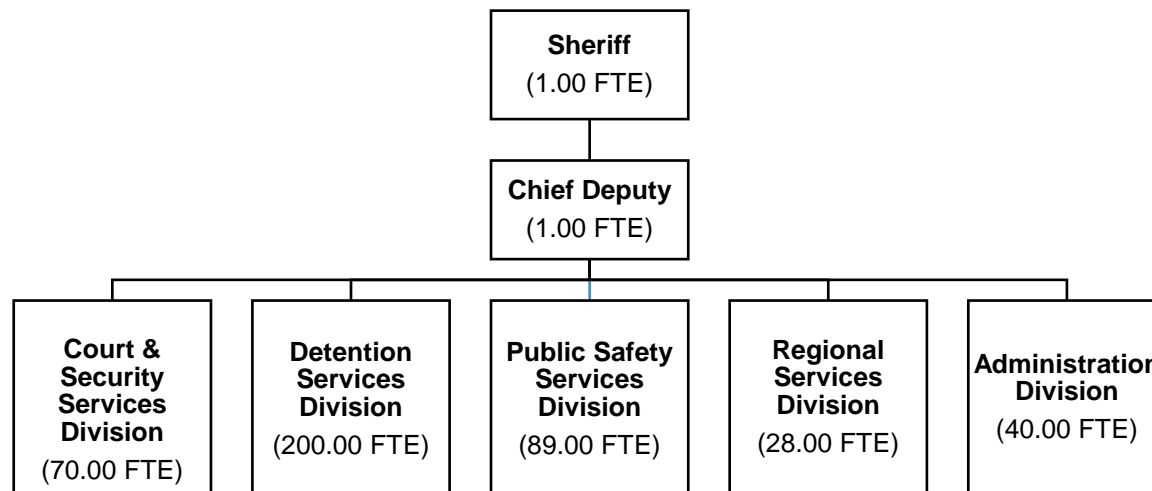 Sheriff
(1.00 FTE)
Chief Deputy
(1.00 FTE)
Court &
Security
Services
Division
(70.00 FTE)
Detention
Services
Division
(200.00 FTE)
Public Safety
Services
Division
(89.00 FTE)
Regional
Services
Division
(28.00 FTE)
Administration
Division
(40.00 FTE)